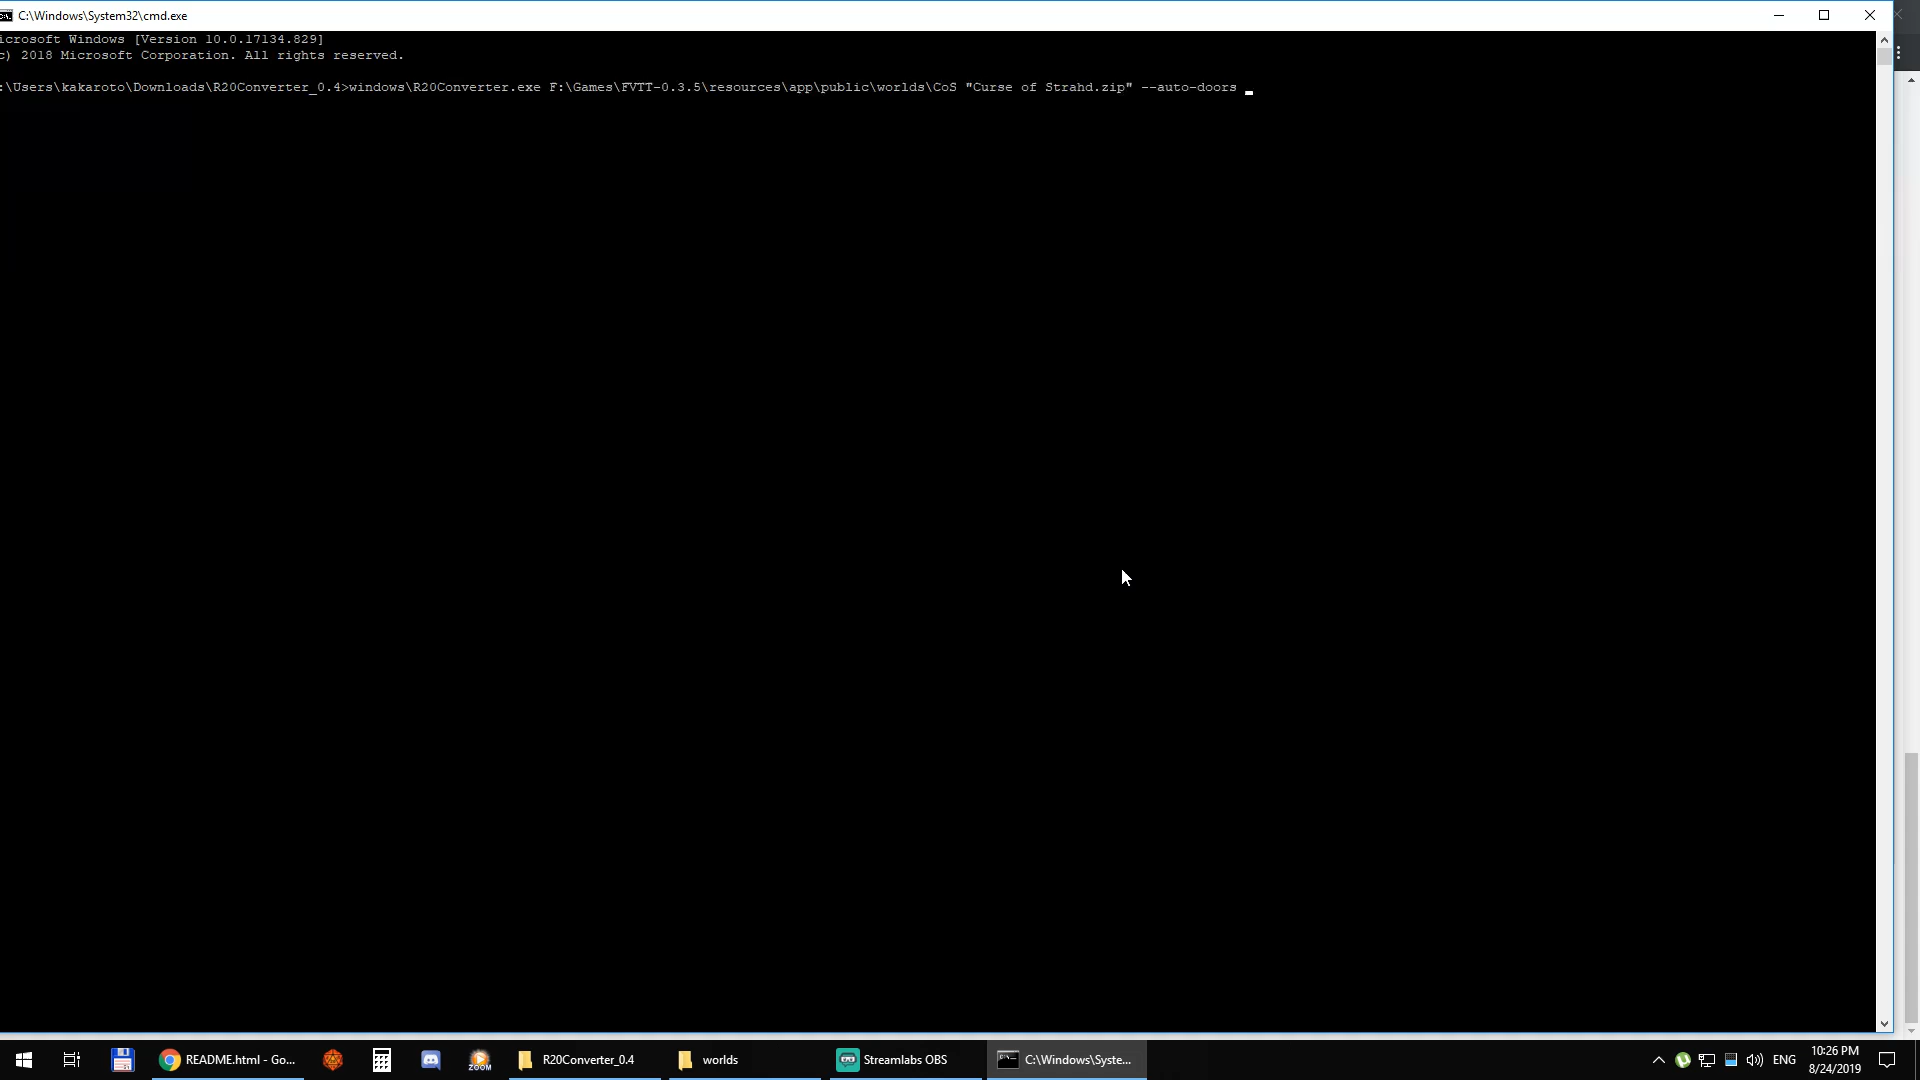 C:\Windows\System32\cmd.exe
icrosoft Windows [Version 10.0.17134.829]
c) 2018 Microsoft Corporation. All rights reserved.
:\Users\kakaroto\Downloads\R20Converter_0.4>windows\R20Converter.exe F:\Games\FVTT-0.3.5\resources\app\public\worlds\CoS "Curse of Strahd.zip" --auto-doors
README.html - Go...
ZOOM
R20Converter_0.4
worlds
Streamlabs OBS
C:\Windows\Syste...
ENG
10:26 PM
8/24/2019